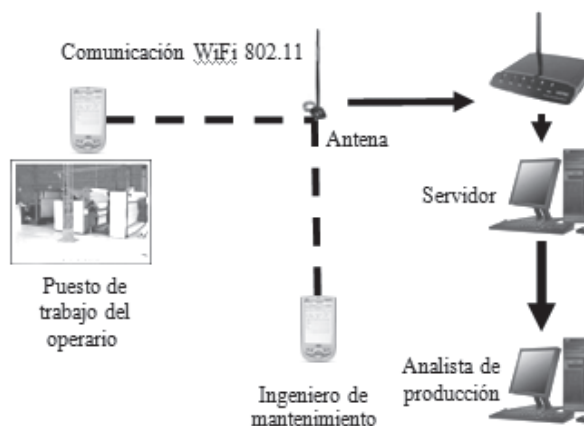 Comunicación WiFi 802.11
Antena
Servidor
Puesto de
trabajo del
operario
Ingeniero de
mantenimiento
Analista de
producción